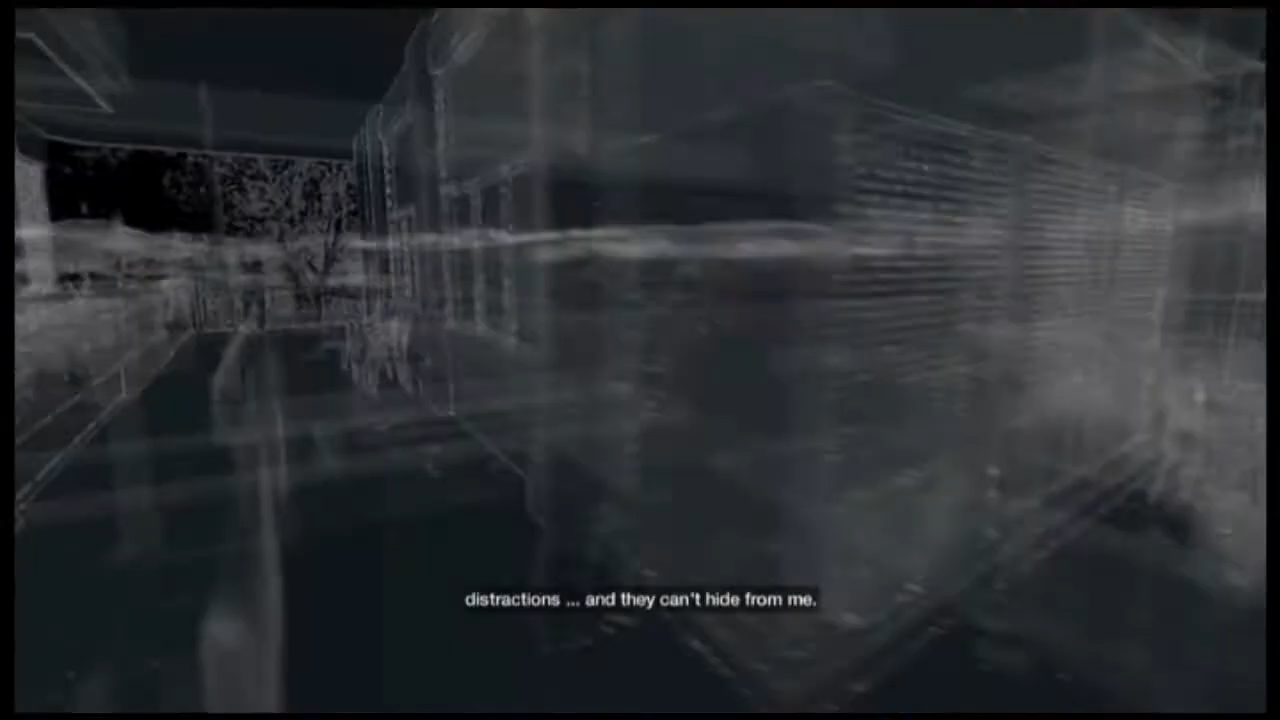 distractions ... and they can't hide from me.